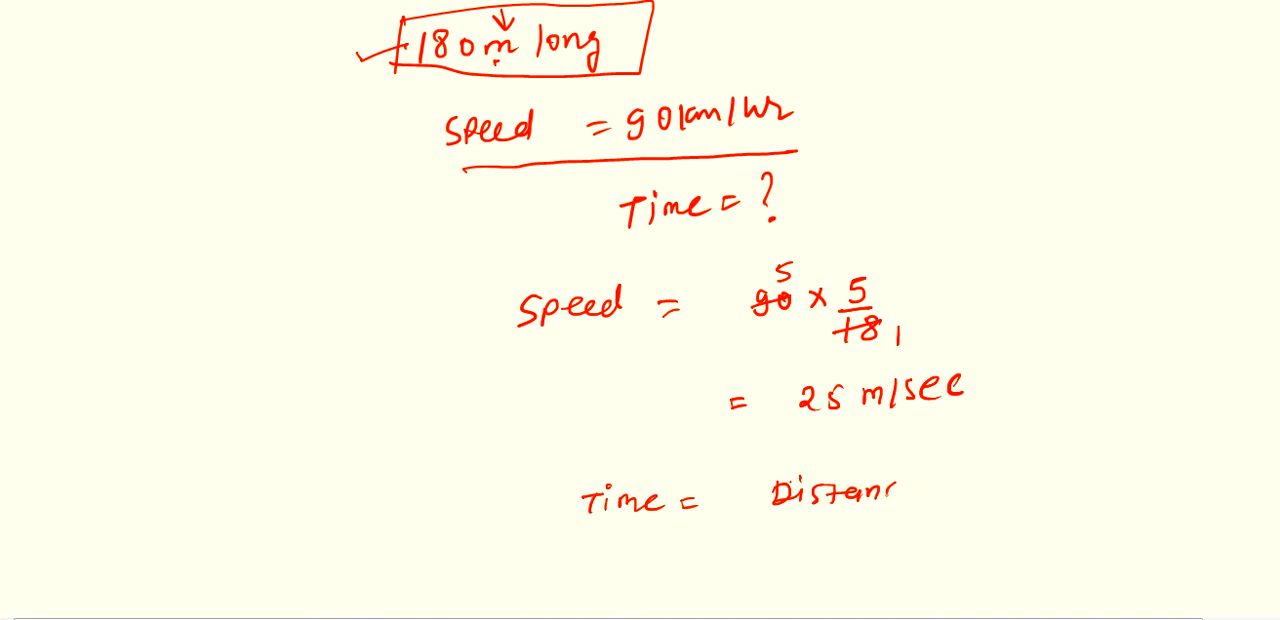 180m long
Speed = 90km/hr
Time = ?
5
Speed = 90 × 5/18 1
= 25 m/sec
Time = Distanc